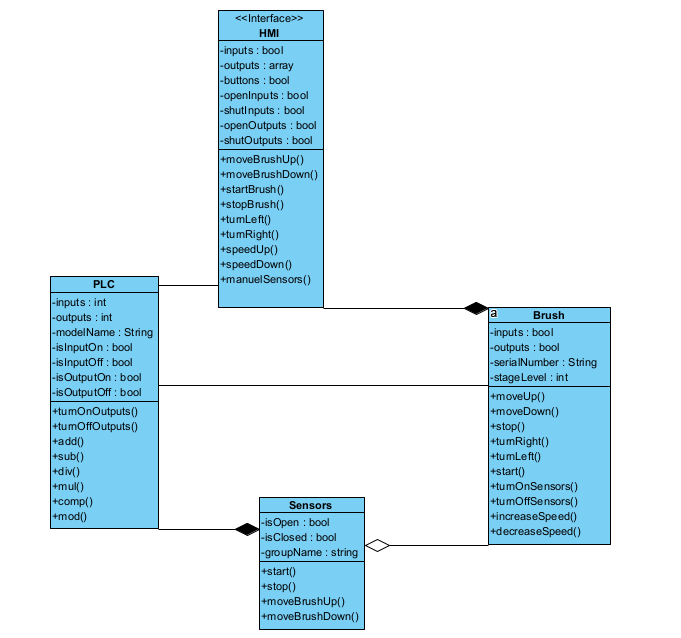 <<Interface>>
HMI
-inputs : bool
-outputs : array
-buttons : bool
-openInputs : bool
-shutInputs : bool
-openOutputs : bool
-shutOutputs : bool
+moveBrushUp()
+moveBrushDown()
+startBrush()
+stopBrush()
+turnLeft()
+turnRight()
+speedUp()
+speedDown()
+manuelSensors()
PLC
-inputs : int
-outputs : int
-modelName : String
-isInputOn : bool
-isInputOff : bool
-isOutputOn : bool
-isOutputOff : bool
+turnOnOutputs()
+turnOffOutputs()
+add()
+sub()
+div()
+mul()
+comp()
+mod()
a
Brush
-inputs : bool
-outputs : bool
-serialNumber : String
-stageLevel : int
+moveUp()
+moveDown()
+stop()
+turnRight()
+turnLeft()
+start()
+turnOnSensors()
+turnOffSensors()
+increaseSpeed()
+decreaseSpeed()
Sensors
-isOpen : bool
-isClosed : bool
-groupName : string
+start()
+stop()
+moveBrushUp()
+moveBrushDown()